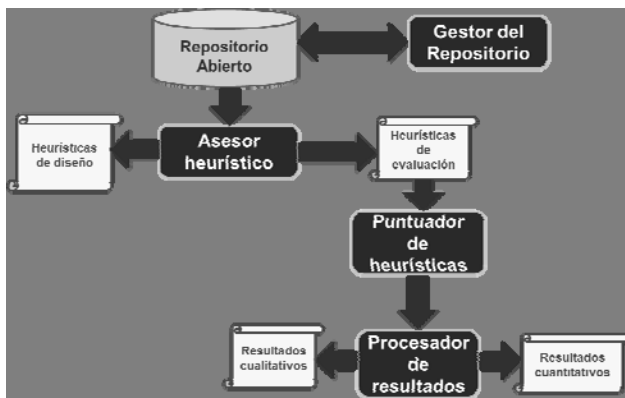 Repositorio
Abierto
Gestor del
Repositorio
Heurísticas
de diseño
Asesor
heurístico
Heurísticas
de
evaluación
Puntuador
de
heurísticas
Resultados
cualitativos
Procesador
de
resultados
Resultados
cuantitativos